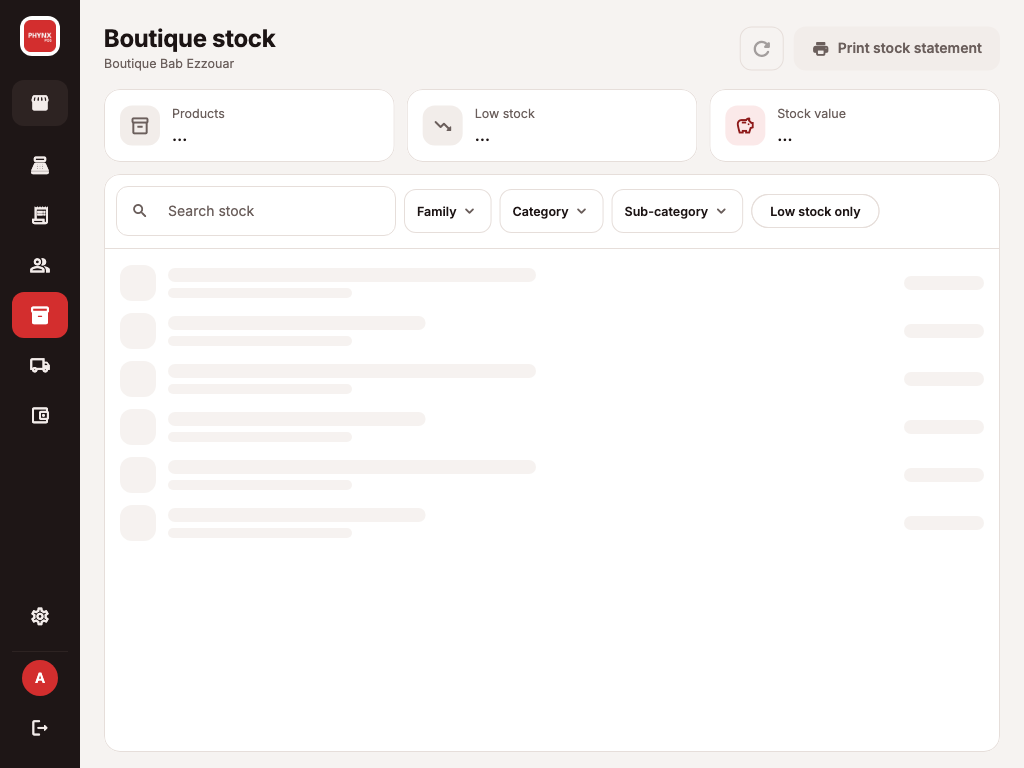 PHYNX
POS
Boutique stock
Boutique Bab Ezzouar
Print stock statement
Products
...
Low stock
...
Stock value
...
Search stock
Family
Category
Sub-category
Low stock only
A